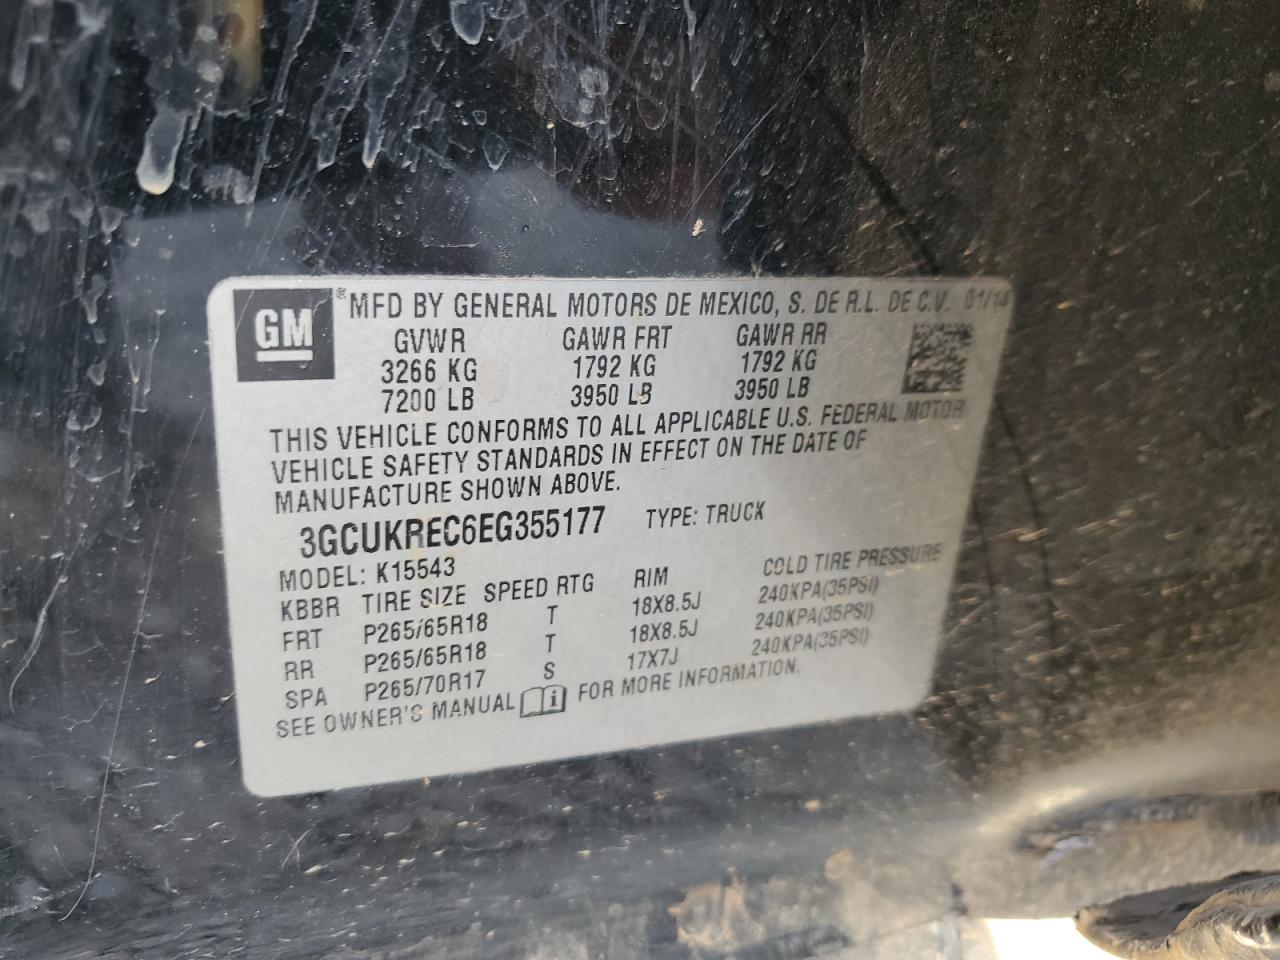 GM ® MFD BY GENERAL MOTORS DE MEXICO, S. DE R.L. DE C.V. 01/14
GVWR GAWR FRT GAWR RR
3266 KG 1792 KG 1792 KG
7200 LB 3950 LB 3950 LB
THIS VEHICLE CONFORMS TO ALL APPLICABLE U.S. FEDERAL MOTOR
VEHICLE SAFETY STANDARDS IN EFFECT ON THE DATE OF
MANUFACTURE SHOWN ABOVE.
3GCUKREC6EG355177 TYPE: TRUCK
MODEL: K15543
KBBR TIRE SIZE SPEED RTG RIM COLD TIRE PRESSURE
FRT P265/65R18 T 18X8.5J 240KPA(35PSI)
RR P265/65R18 T 18X8.5J 240KPA(35PSI)
SPA P265/70R17 S 17X7J 240KPA(35PSI)
SEE OWNER'S MANUAL i FOR MORE INFORMATION.